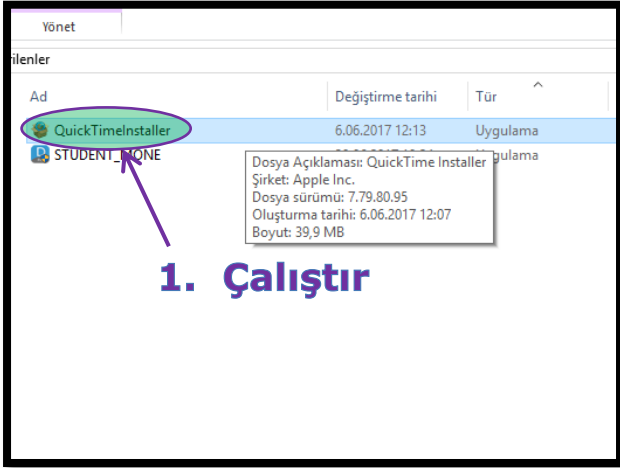 Yönet
ilenler
Ad Değiştirme tarihi Tür
QuickTimeInstaller 6.06.2017 12:13 Uygulama
STUDENT_MONE gulama
Dosya Açıklaması: QuickTime Installer
Şirket: Apple Inc.
Dosya sürümü: 7.79.80.95
Oluşturma tarihi: 6.06.2017 12:07
Boyut: 39,9 MB
1. Çalıştır